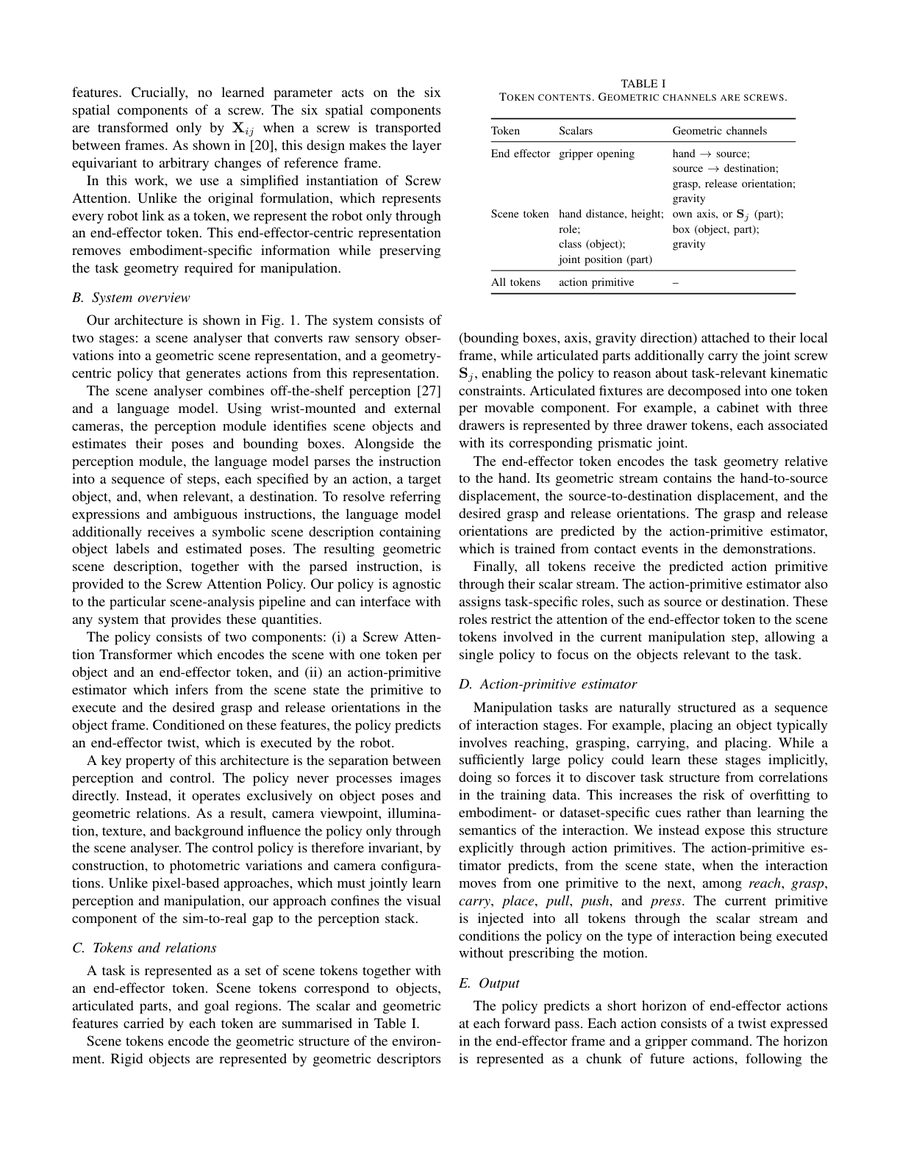 features. Crucially, no learned parameter acts on the six
spatial components of a screw. The six spatial components
are transformed only by X_{ij} when a screw is transported
between frames. As shown in [20], this design makes the layer
equivariant to arbitrary changes of reference frame.
In this work, we use a simplified instantiation of Screw
Attention. Unlike the original formulation, which represents
every robot link as a token, we represent the robot only through
an end-effector token. This end-effector-centric representation
removes embodiment-specific information while preserving
the task geometry required for manipulation.
B. System overview
Our architecture is shown in Fig. 1. The system consists of
two stages: a scene analyser that converts raw sensory obser-
vations into a geometric scene representation, and a geometry-
centric policy that generates actions from this representation.
The scene analyser combines off-the-shelf perception [27]
and a language model. Using wrist-mounted and external
cameras, the perception module identifies scene objects and
estimates their poses and bounding boxes. Alongside the
perception module, the language model parses the instruction
into a sequence of steps, each specified by an action, a target
object, and, when relevant, a destination. To resolve referring
expressions and ambiguous instructions, the language model
additionally receives a symbolic scene description containing
object labels and estimated poses. The resulting geometric
scene description, together with the parsed instruction, is
provided to the Screw Attention Policy. Our policy is agnostic
to the particular scene-analysis pipeline and can interface with
any system that provides these quantities.
The policy consists of two components: (i) a Screw Atten-
tion Transformer which encodes the scene with one token per
object and an end-effector token, and (ii) an action-primitive
estimator which infers from the scene state the primitive to
execute and the desired grasp and release orientations in the
object frame. Conditioned on these features, the policy predicts
an end-effector twist, which is executed by the robot.
A key property of this architecture is the separation between
perception and control. The policy never processes images
directly. Instead, it operates exclusively on object poses and
geometric relations. As a result, camera viewpoint, illumina-
tion, texture, and background influence the policy only through
the scene analyser. The control policy is therefore invariant, by
construction, to photometric variations and camera configura-
tions. Unlike pixel-based approaches, which must jointly learn
perception and manipulation, our approach confines the visual
component of the sim-to-real gap to the perception stack.
C. Tokens and relations
A task is represented as a set of scene tokens together with
an end-effector token. Scene tokens correspond to objects,
articulated parts, and goal regions. The scalar and geometric
features carried by each token are summarised in Table I.
Scene tokens encode the geometric structure of the environ-
ment. Rigid objects are represented by geometric descriptors
TABLE I
TOKEN CONTENTS. GEOMETRIC CHANNELS ARE SCREWS.
Token Scalars Geometric channels
End effector gripper opening hand → source;
source → destination;
grasp, release orientation;
gravity
Scene token hand distance, height; own axis, or S_j (part);
role; box (object, part);
class (object); gravity
joint position (part)
All tokens action primitive –
(bounding boxes, axis, gravity direction) attached to their local
frame, while articulated parts additionally carry the joint screw
S_j, enabling the policy to reason about task-relevant kinematic
constraints. Articulated fixtures are decomposed into one token
per movable component. For example, a cabinet with three
drawers is represented by three drawer tokens, each associated
with its corresponding prismatic joint.
The end-effector token encodes the task geometry relative
to the hand. Its geometric stream contains the hand-to-source
displacement, the source-to-destination displacement, and the
desired grasp and release orientations. The grasp and release
orientations are predicted by the action-primitive estimator,
which is trained from contact events in the demonstrations.
Finally, all tokens receive the predicted action primitive
through their scalar stream. The action-primitive estimator also
assigns task-specific roles, such as source or destination. These
roles restrict the attention of the end-effector token to the scene
tokens involved in the current manipulation step, allowing a
single policy to focus on the objects relevant to the task.
D. Action-primitive estimator
Manipulation tasks are naturally structured as a sequence
of interaction stages. For example, placing an object typically
involves reaching, grasping, carrying, and placing. While a
sufficiently large policy could learn these stages implicitly,
doing so forces it to discover task structure from correlations
in the training data. This increases the risk of overfitting to
embodiment- or dataset-specific cues rather than learning the
semantics of the interaction. We instead expose this structure
explicitly through action primitives. The action-primitive es-
timator predicts, from the scene state, when the interaction
moves from one primitive to the next, among reach, grasp,
carry, place, pull, push, and press. The current primitive
is injected into all tokens through the scalar stream and
conditions the policy on the type of interaction being executed
without prescribing the motion.
E. Output
The policy predicts a short horizon of end-effector actions
at each forward pass. Each action consists of a twist expressed
in the end-effector frame and a gripper command. The horizon
is represented as a chunk of future actions, following the